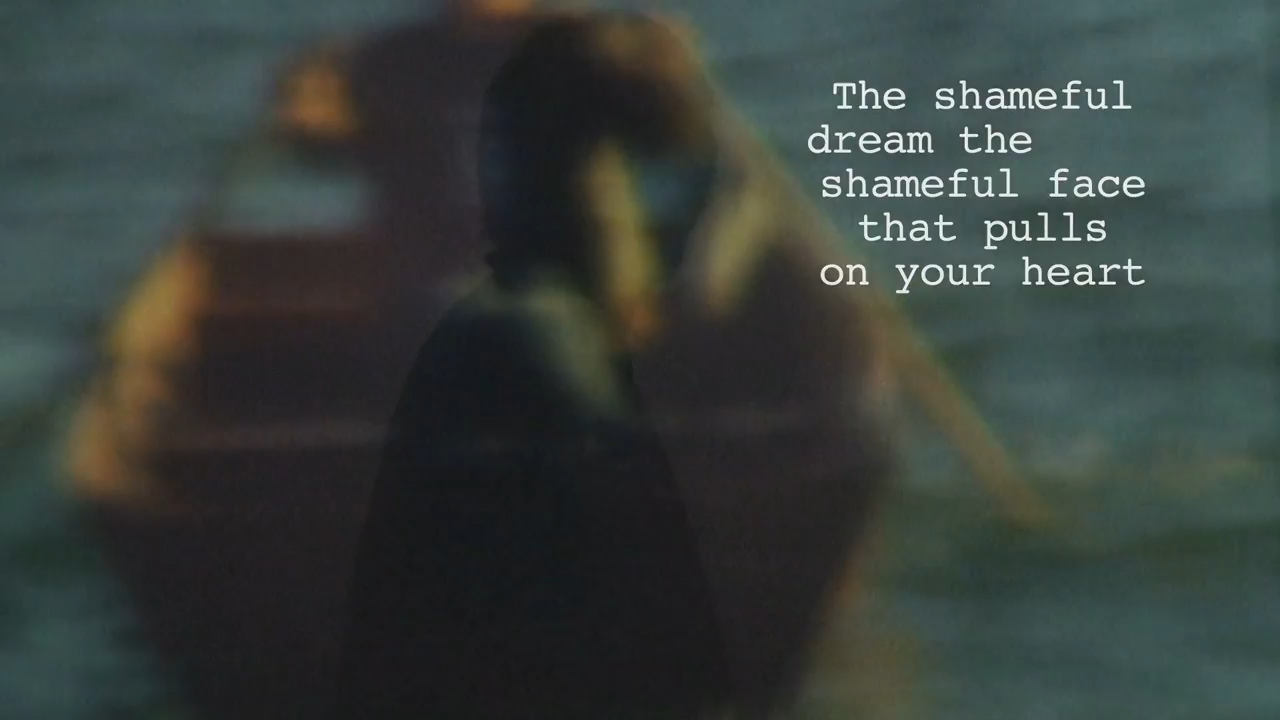 The shameful
dream the
shameful face
that pulls
on your heart